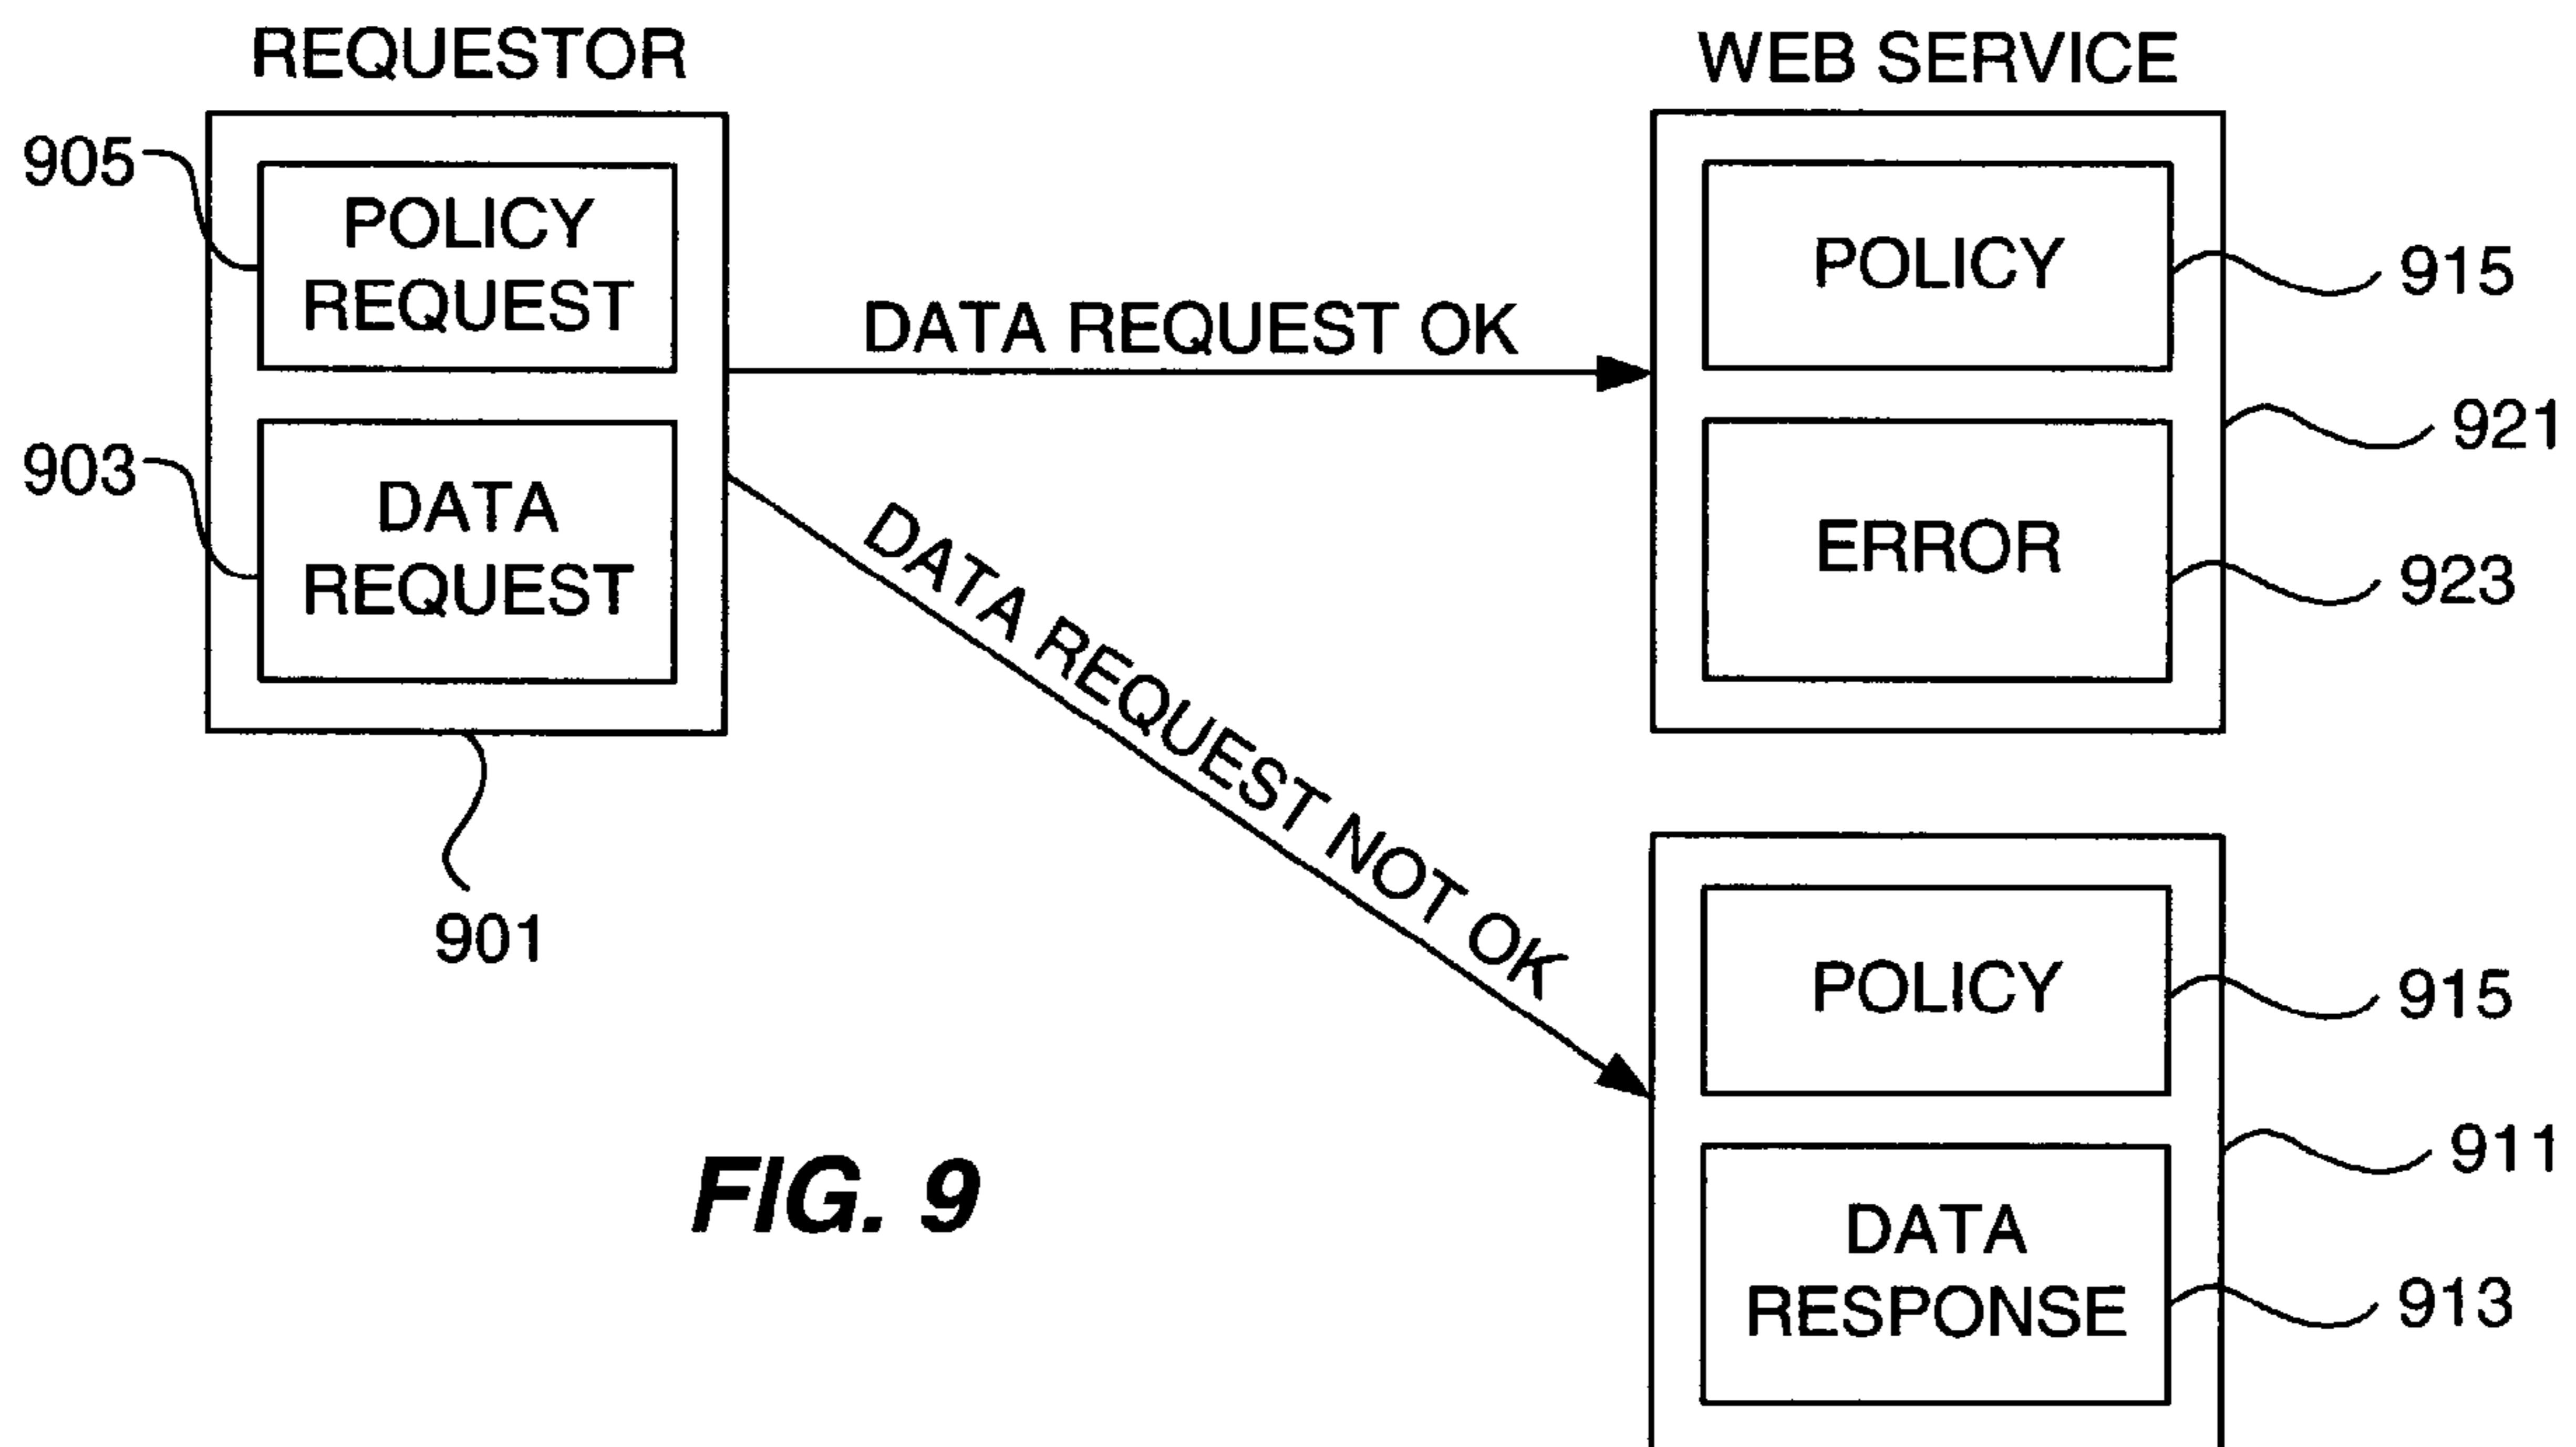 REQUESTOR
WEB SERVICE
905
POLICY
REQUEST
903
DATA
REQUEST
901
DATA REQUEST OK
DATA REQUEST NOT OK
POLICY
915
921
ERROR
923
POLICY
915
911
DATA
RESPONSE
913
FIG. 9